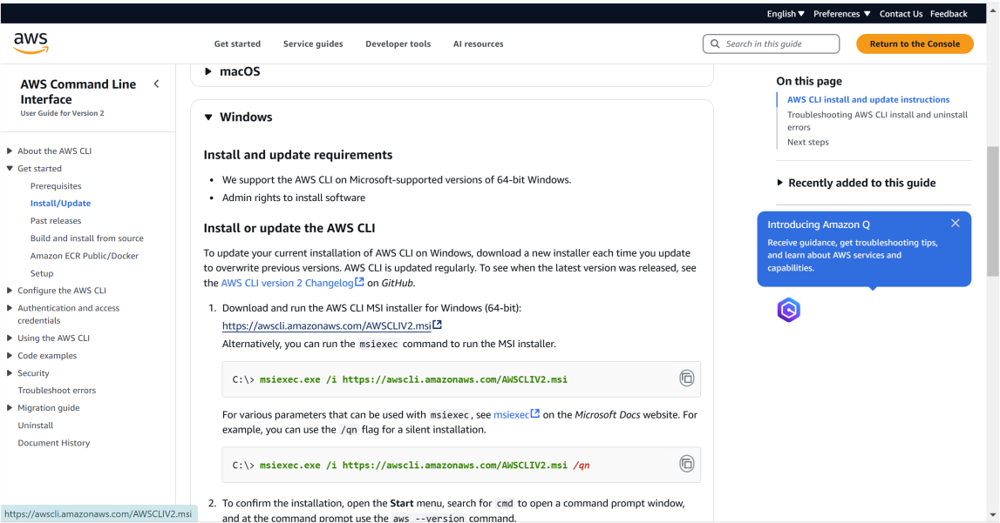 English ▼ Preferences ▼ Contact Us Feedback
aws
Get started Service guides Developer tools AI resources
Search in this guide
Return to the Console
AWS Command Line
Interface
User Guide for Version 2
About the AWS CLI
Get started
Prerequisites
Install/Update
Past releases
Build and install from source
Amazon ECR Public/Docker
Setup
Configure the AWS CLI
Authentication and access
credentials
Using the AWS CLI
Code examples
Security
Troubleshoot errors
Migration guide
Uninstall
Document History
macOS
Windows
Install and update requirements
• We support the AWS CLI on Microsoft-supported versions of 64-bit Windows.
• Admin rights to install software
Install or update the AWS CLI
To update your current installation of AWS CLI on Windows, download a new installer each time you update
to overwrite previous versions. AWS CLI is updated regularly. To see when the latest version was released, see
the AWS CLI version 2 Changelog on GitHub.
1. Download and run the AWS CLI MSI installer for Windows (64-bit):
https://awscli.amazonaws.com/AWSCLIV2.msi
Alternatively, you can run the msiexec command to run the MSI installer.
C:\> msiexec.exe /i https://awscli.amazonaws.com/AWSCLIV2.msi
For various parameters that can be used with msiexec, see msiexec on the Microsoft Docs website. For
example, you can use the /qn flag for a silent installation.
C:\> msiexec.exe /i https://awscli.amazonaws.com/AWSCLIV2.msi /qn
2. To confirm the installation, open the Start menu, search for cmd to open a command prompt window,
and at the command prompt use the aws --version command.
On this page
AWS CLI install and update instructions
Troubleshooting AWS CLI install and uninstall
errors
Next steps
Recently added to this guide
Introducing Amazon Q
Receive guidance, get troubleshooting tips,
and learn about AWS services and
capabilities.
https://awscli.amazonaws.com/AWSCLIV2.msi